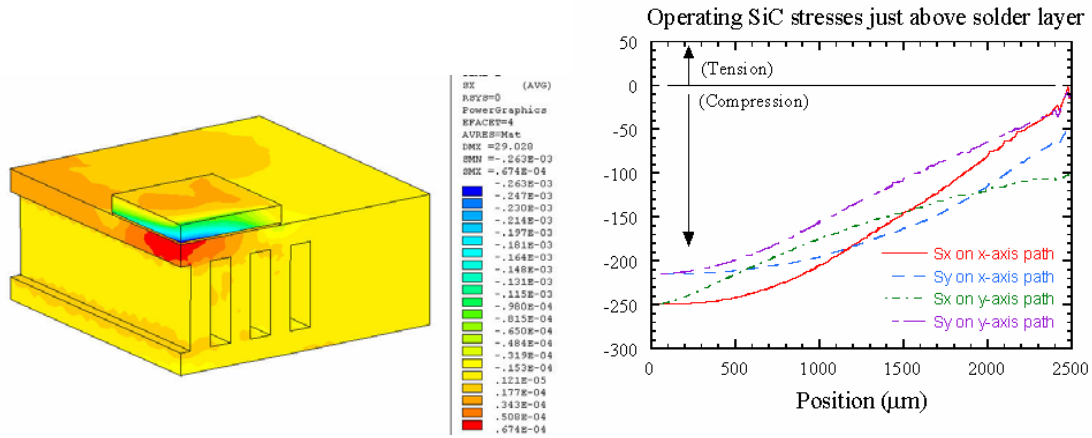 SX (AVG)
RSYS=0
PowerGraphics
EFACET=4
AVRES=Mat
DMX =29.028
SMN =-.263E-03
SMX =.674E-04
-.263E-03
-.247E-03
-.230E-03
-.214E-03
-.197E-03
-.181E-03
-.164E-03
-.148E-03
-.131E-03
-.115E-03
-.980E-04
-.815E-04
-.650E-04
-.484E-04
-.319E-04
-.153E-04
.121E-05
.177E-04
.343E-04
.508E-04
.674E-04
Operating SiC stresses just above solder layer
50
0
-50
-100
-150
-200
-250
-300
(Tension)
(Compression)
Sx on x-axis path
Sy on x-axis path
Sx on y-axis path
Sy on y-axis path
0 500 1000 1500 2000 2500
Position (μm)